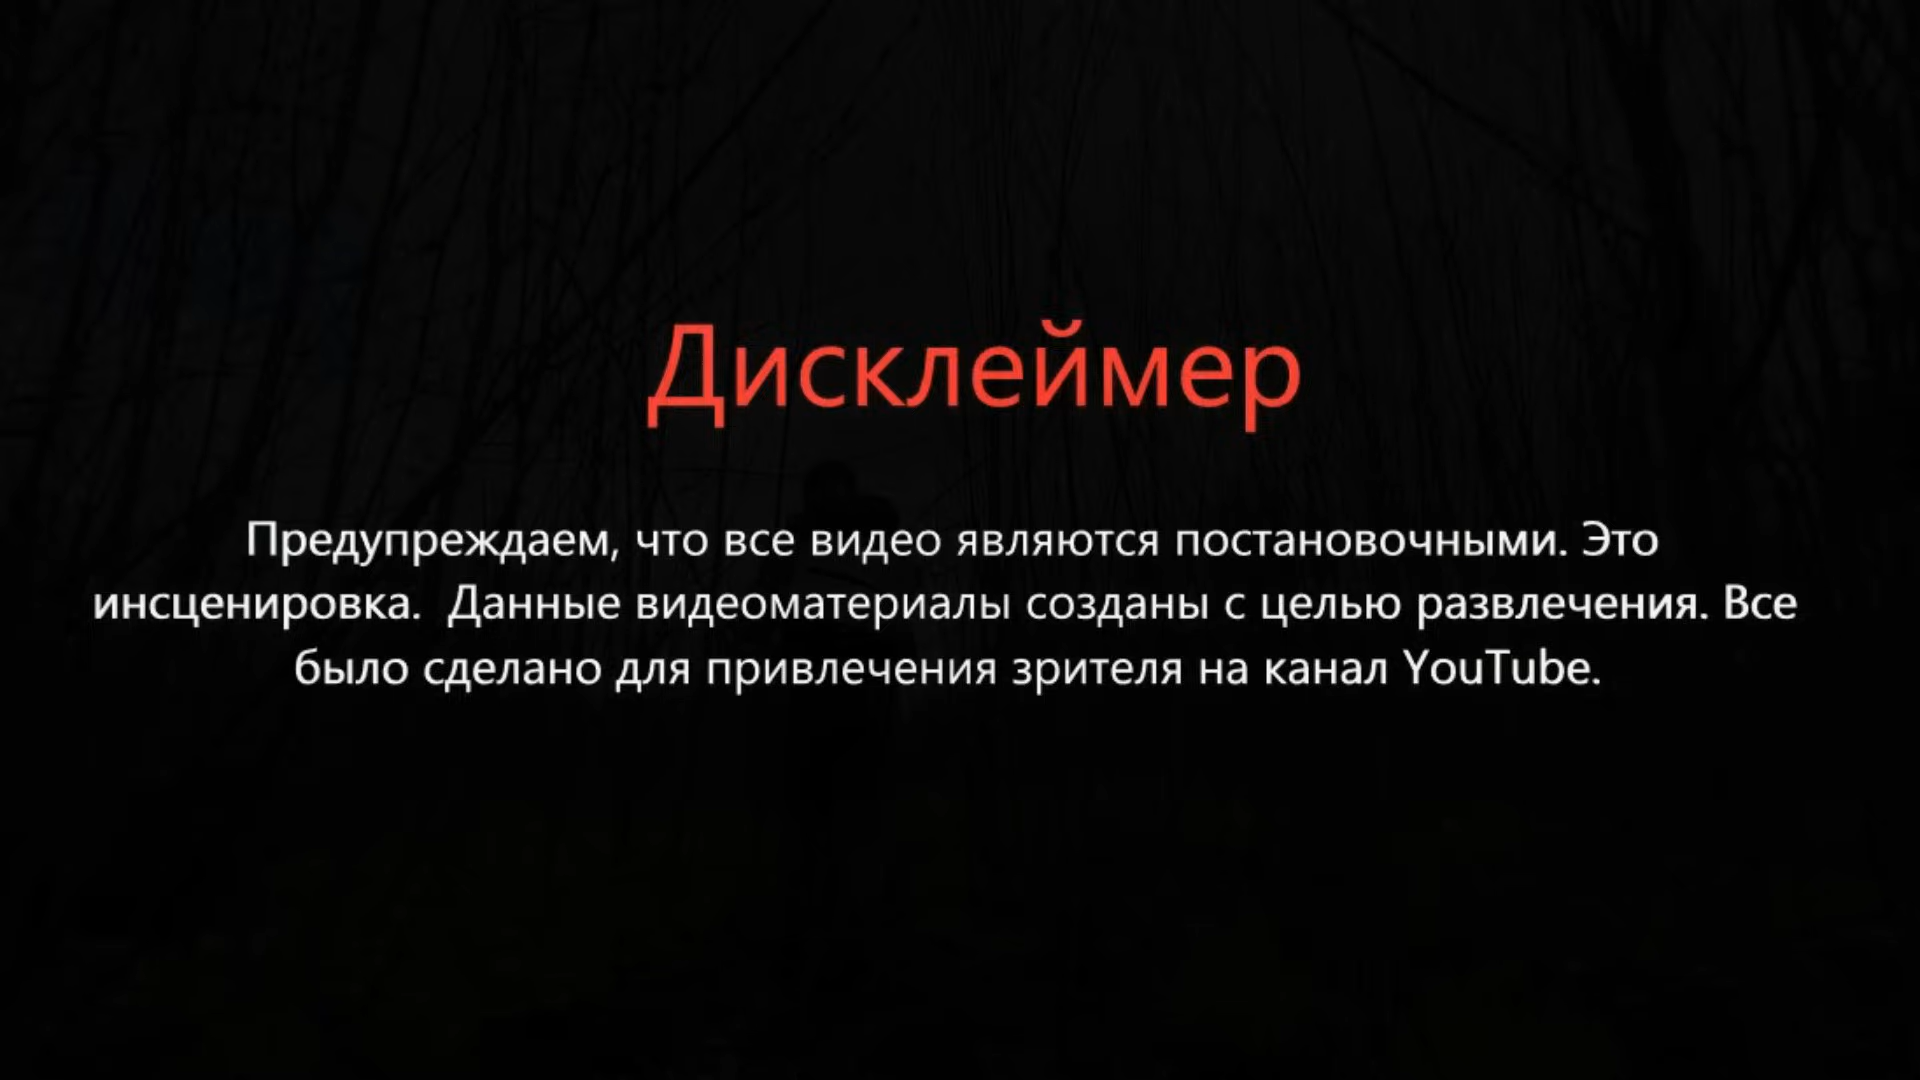 Дисклеймер
Предупреждаем, что все видео являются постановочными. Это
инсценировка.  Данные видеоматериалы созданы с целью развлечения. Все
было сделано для привлечения зрителя на канал YouTube.